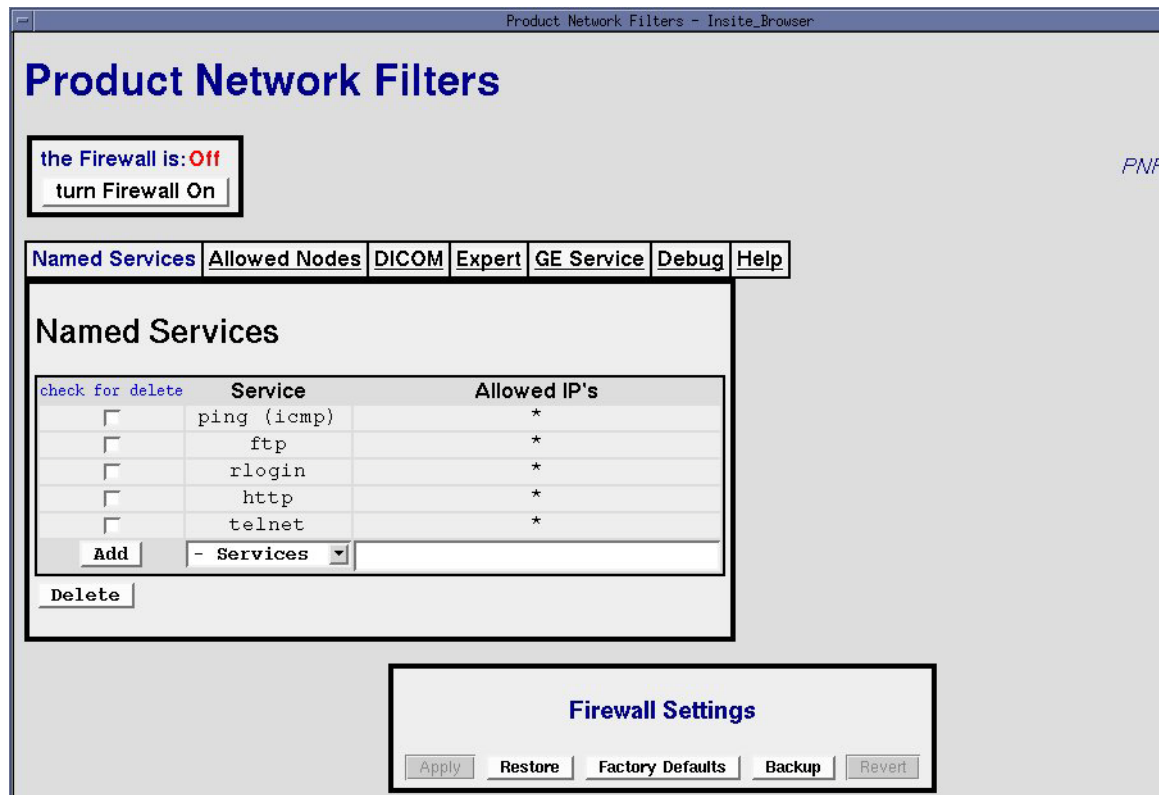 Product Network Filters - Insite_Browser
Product Network Filters
the Firewall is: Off
PNF
turn Firewall On
Named Services Allowed Nodes DICOM Expert GE Service Debug Help
Named Services
check for delete Service Allowed IP's
ping (icmp) *
ftp *
rlogin *
http *
telnet *
Add - Services
Delete
Firewall Settings
Apply Restore Factory Defaults Backup Revert